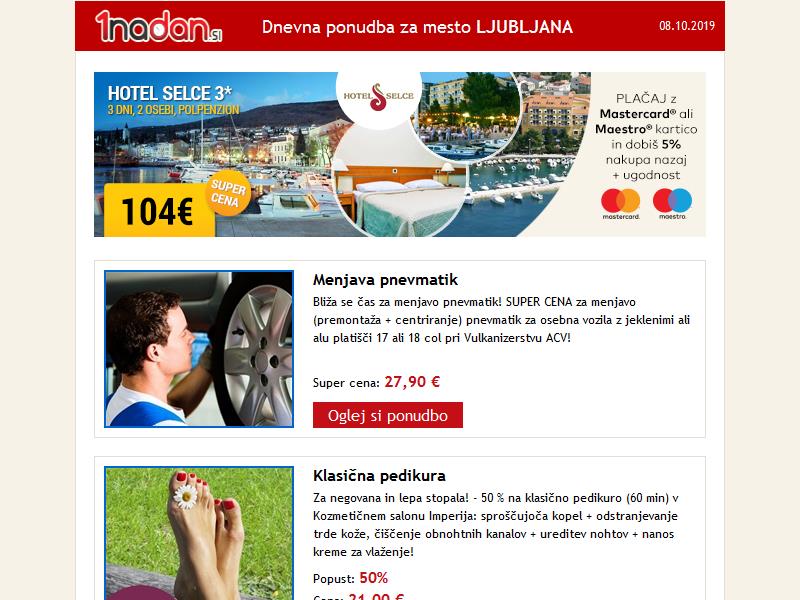 1nadan.si
Dnevna ponudba za mesto LJUBLJANA
08.10.2019
HOTEL SELCE 3*
3 DNI, 2 OSEBI, POLPENZION
HOTEL SELCE
SUPER
CENA
104€
PLAČAJ z
Mastercard® ali
Maestro® kartico
in dobiš 5%
nakupa nazaj
+ ugodnost
mastercard.
maestro.
Menjava pnevmatik
Bliža se čas za menjavo pnevmatik! SUPER CENA za menjavo
(premontaža + centriranje) pnevmatik za osebna vozila z jeklenimi ali
alu platišči 17 ali 18 col pri Vulkanizerstvu ACV!
Super cena: 27,90 €
Oglej si ponudbo
Klasična pedikura
Za negovana in lepa stopala! - 50 % na klasično pedikuro (60 min) v
Kozmetičnem salonu Imperija: sproščujoča kopel + odstranjevanje
trde kože, čiščenje obnohtnih kanalov + ureditev nohtov + nanos
kreme za vlaženje!
Popust: 50%
Cena: 21,00 €